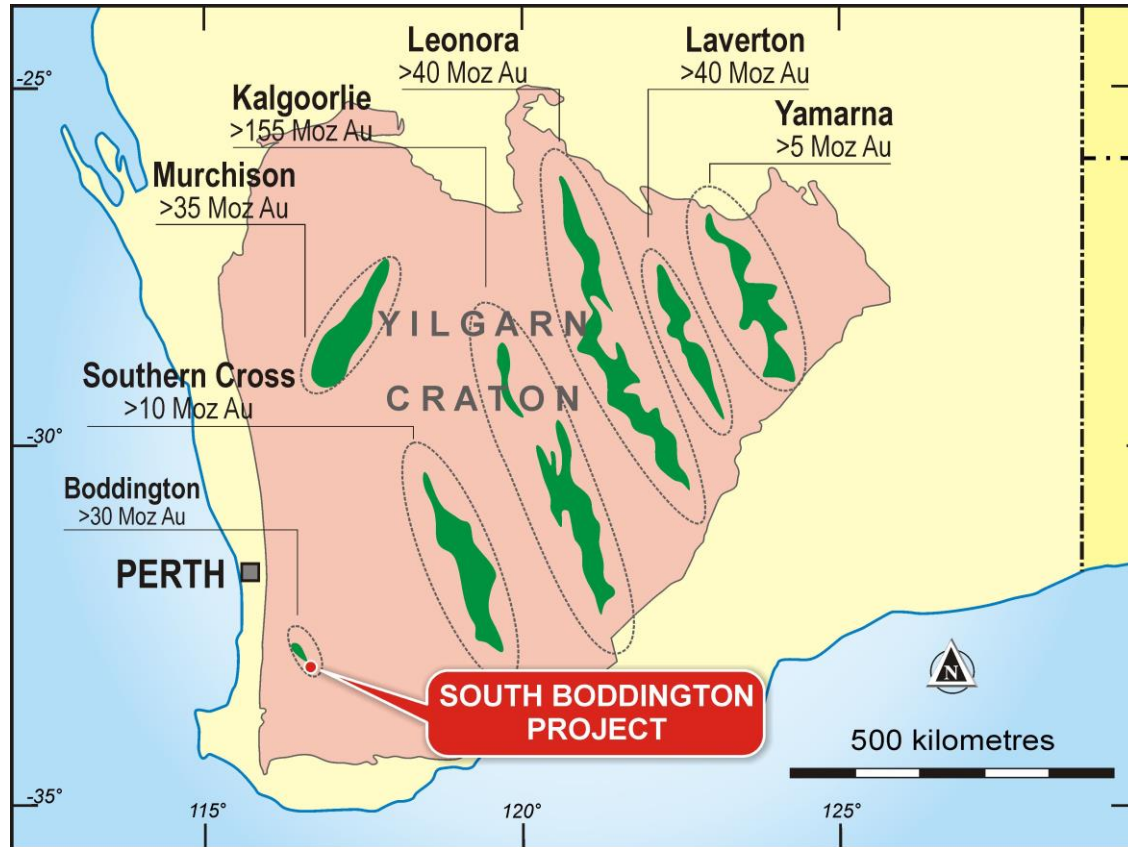 Leonora
>40 Moz Au
Laverton
>40 Moz Au
Kalgoorlie
>155 Moz Au
Yamarna
>5 Moz Au
Murchison
>35 Moz Au
YILGARN
CRATON
Southern Cross
>10 Moz Au
Boddington
>30 Moz Au
PERTH
SOUTH BODDINGTON
PROJECT
N
500 kilometres
-25°
-30°
-35°
115°
120°
125°